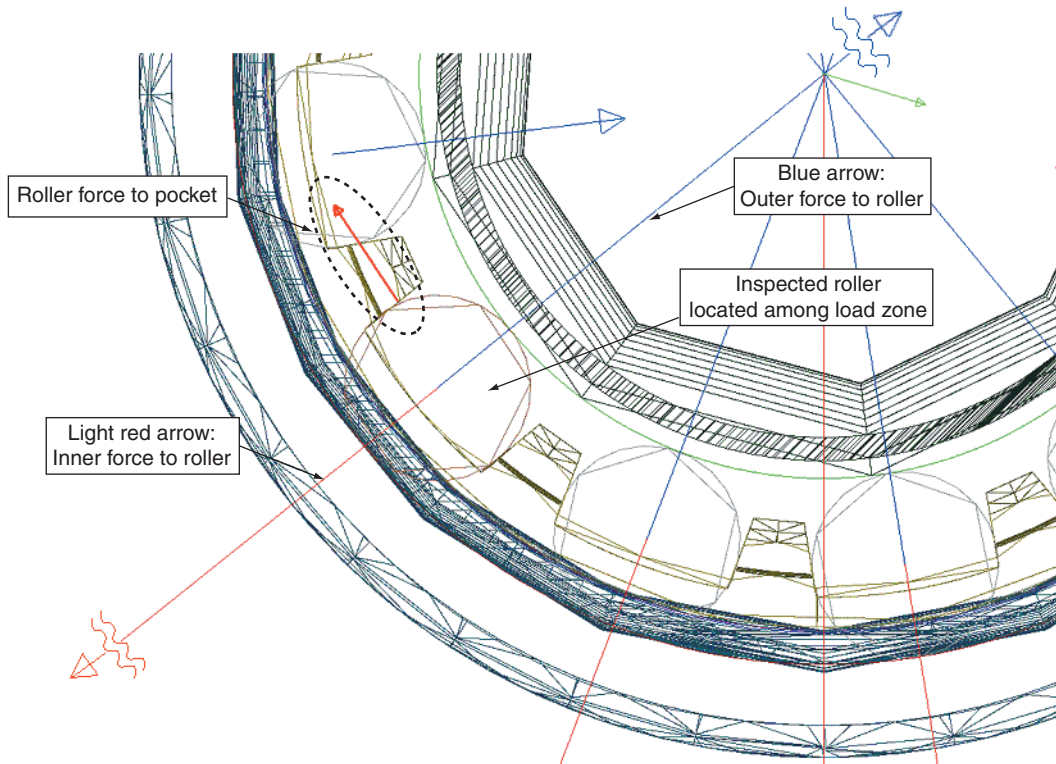 Roller force to pocket
Blue arrow:
Outer force to roller
Inspected roller
located among load zone
Light red arrow:
Inner force to roller